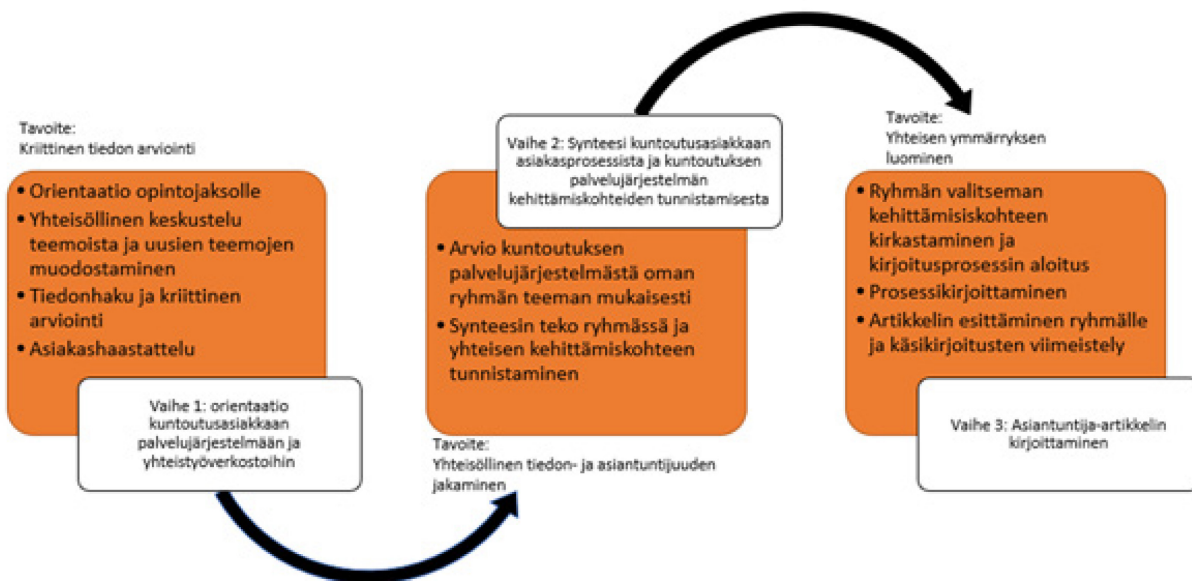 Tavoite:
Kriittinen tiedon arviointi
• Orientaatio opintojaksolle
• Yhteisöllinen keskustelu
teemoista ja uusien teemojen
muodostaminen
• Tiedonhaku ja kriittinen
arviointi
• Asiakashaastattelu
Vaihe 1: orientaatio
kuntoutusasiakkaan
palvelujärjestelmään ja
yhteistyöverkostoihin
Vaihe 2: Synteesi kuntoutusasiakkaan
asiakasprosessista ja kuntoutuksen
palvelujärjestelmän
kehittämiskohteiden tunnistamisesta
• Arvio kuntoutuksen
palvelujärjestelmästä oman
ryhmän teeman mukaisesti
• Synteesin teko ryhmässä ja
yhteisen kehittämiskohteen
tunnistaminen
Tavoite:
Yhteisöllinen tiedon- ja asiantuntijuuden
jakaminen
Tavoite:
Yhteisen ymmärryksen
luominen
• Ryhmän valitseman
kehittämisiskohteen
kirkastaminen ja
kirjoitusprosessin aloitus
• Prosessikirjoittaminen
• Artikkelin esittäminen ryhmälle
ja käsikirjoitusten viimeistely
Vaihe 3: Asiantuntija-artikkelin
kirjoittaminen